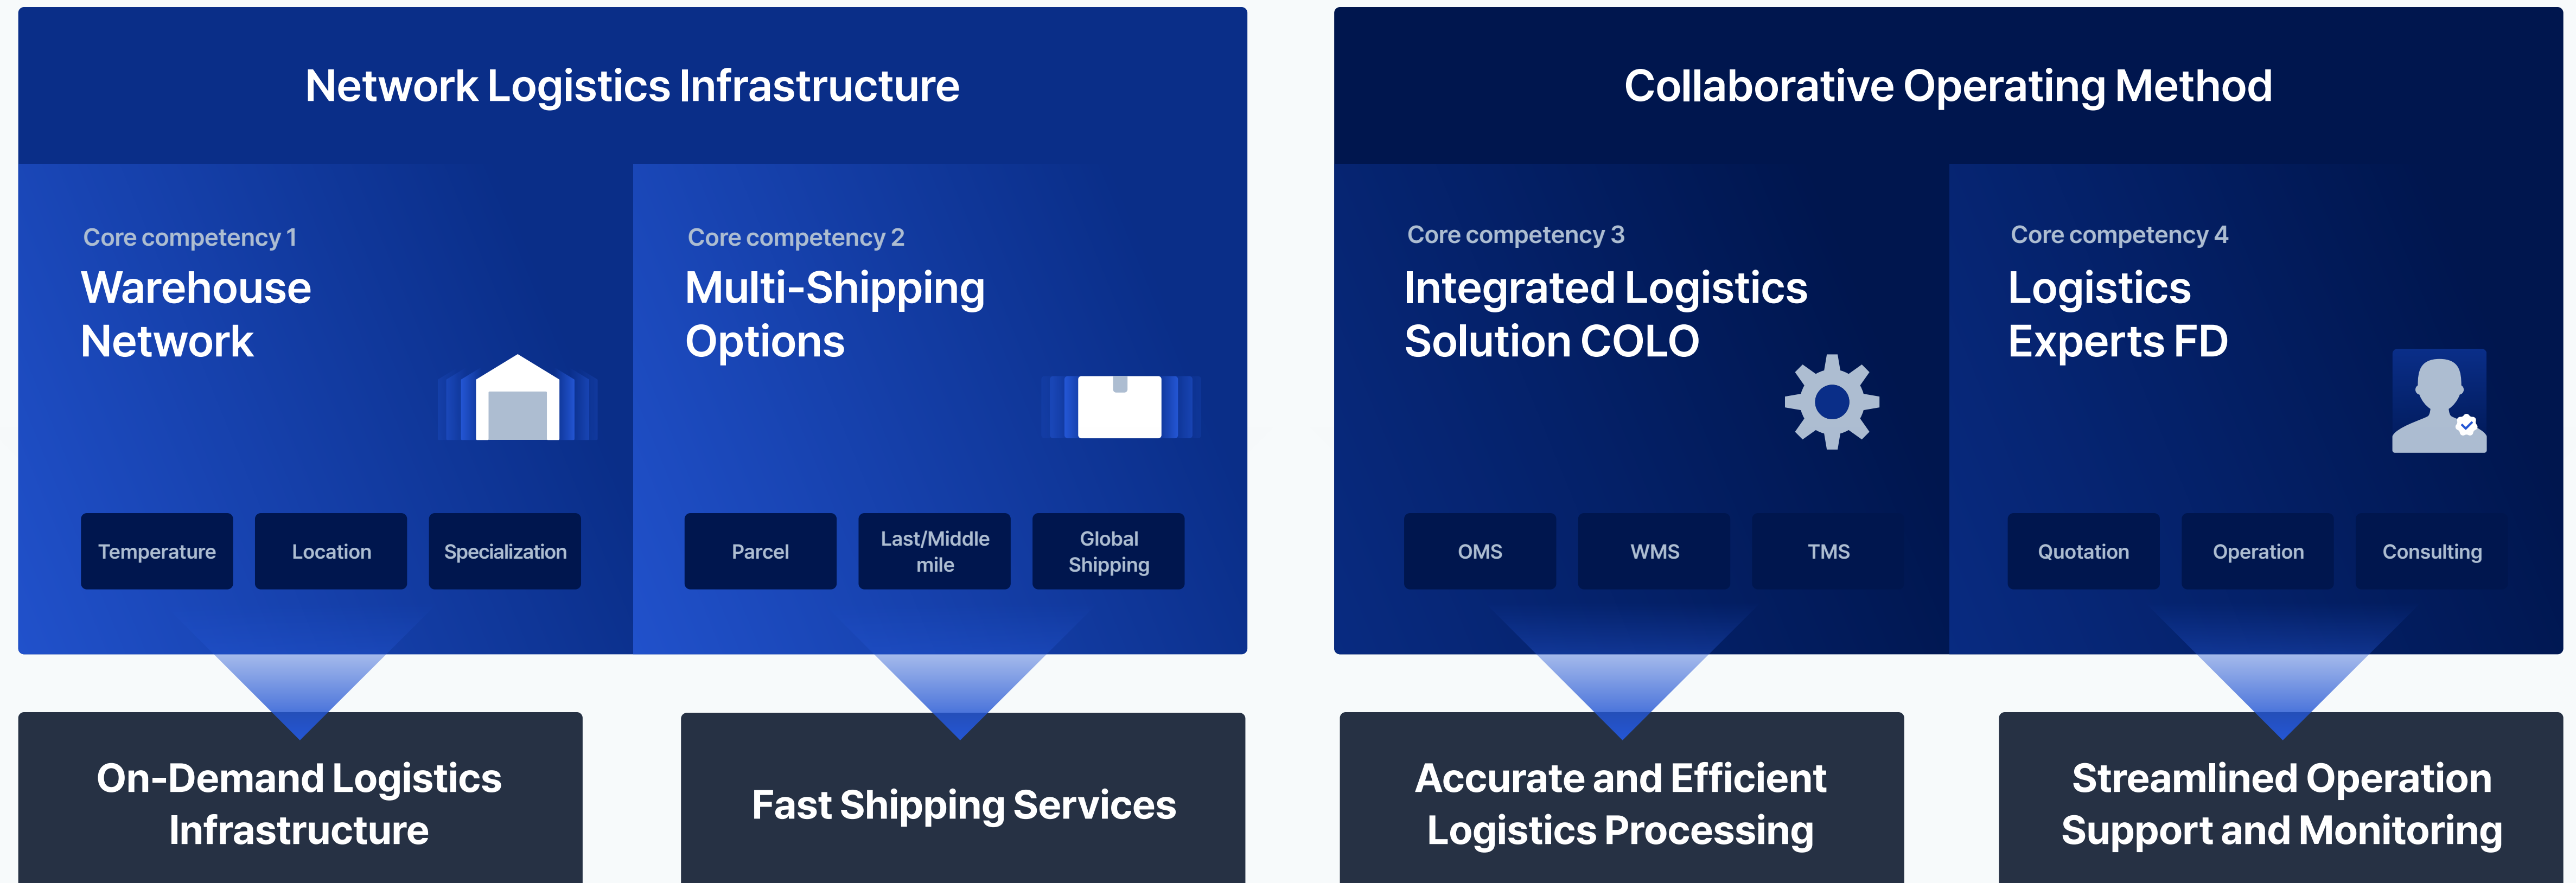 Network Logistics Infrastructure
Core competency 1
Warehouse
Network
Temperature
Location
Specialization
Core competency 2
Multi-Shipping
Options
Parcel
Last/Middle
mile
Global
Shipping
On-Demand Logistics
Infrastructure
Fast Shipping Services
Collaborative Operating Method
Core competency 3
Integrated Logistics
Solution COLO
OMS
WMS
TMS
Core competency 4
Logistics
Experts FD
Quotation
Operation
Consulting
Accurate and Efficient
Logistics Processing
Streamlined Operation
Support and Monitoring